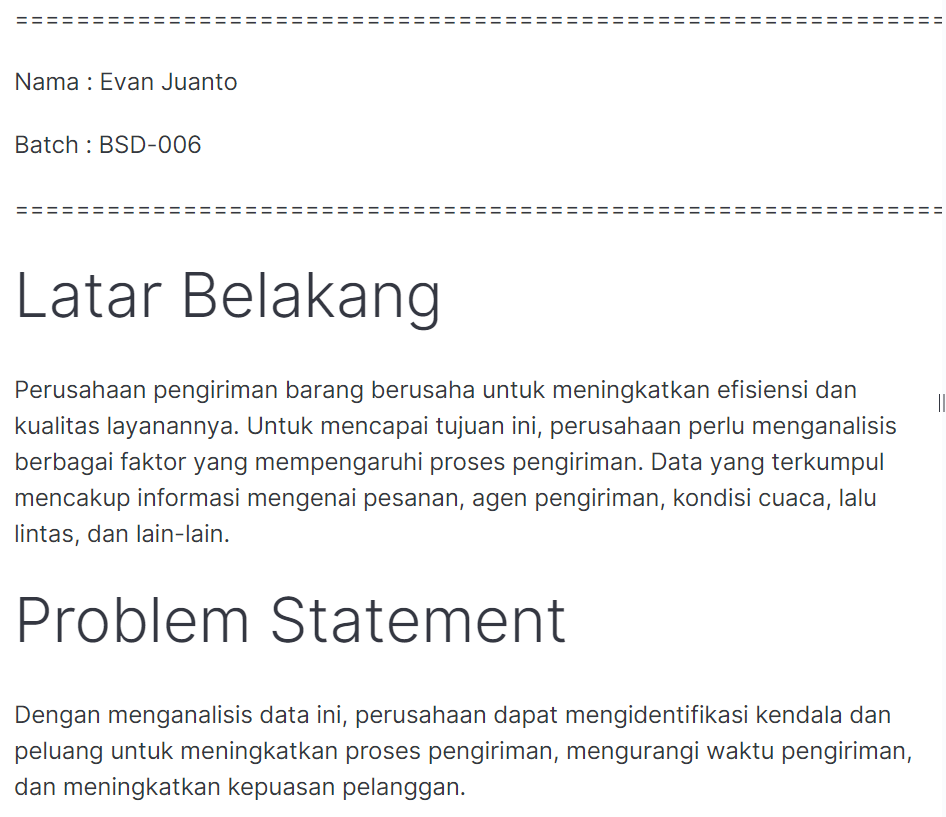 =============================================================
Nama : Evan Juanto
Batch : BSD-006
=============================================================
Latar Belakang
Perusahaan pengiriman barang berusaha untuk meningkatkan efisiensi dan
kualitas layanannya. Untuk mencapai tujuan ini, perusahaan perlu menganalisis
berbagai faktor yang mempengaruhi proses pengiriman. Data yang terkumpul
mencakup informasi mengenai pesanan, agen pengiriman, kondisi cuaca, lalu
lintas, dan lain-lain.
Problem Statement
Dengan menganalisis data ini, perusahaan dapat mengidentifikasi kendala dan
peluang untuk meningkatkan proses pengiriman, mengurangi waktu pengiriman,
dan meningkatkan kepuasan pelanggan.